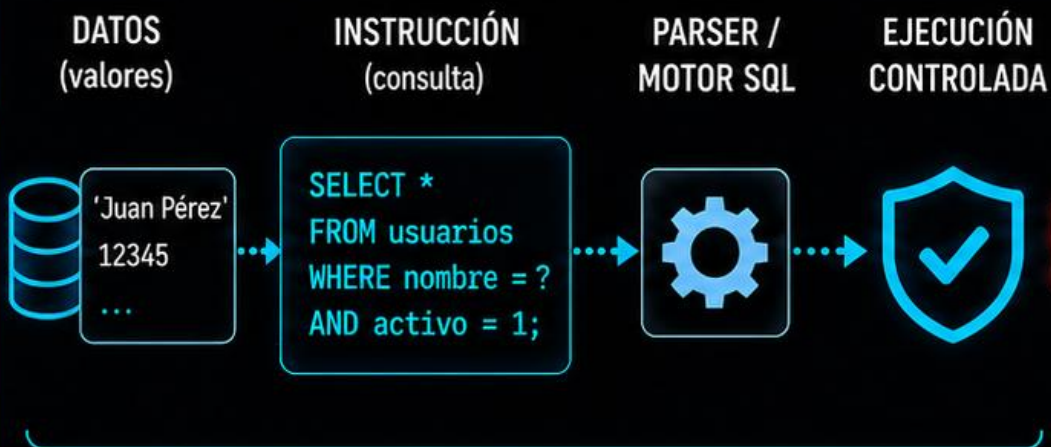 DATOS
(valores)
INSTRUCCIÓN
(consulta)
PARSER /
MOTOR SQL
EJECUCIÓN
CONTROLADA
‘Juan Pérez’
12345
...
SELECT *
FROM usuarios
WHERE nombre = ?
AND activo = 1;